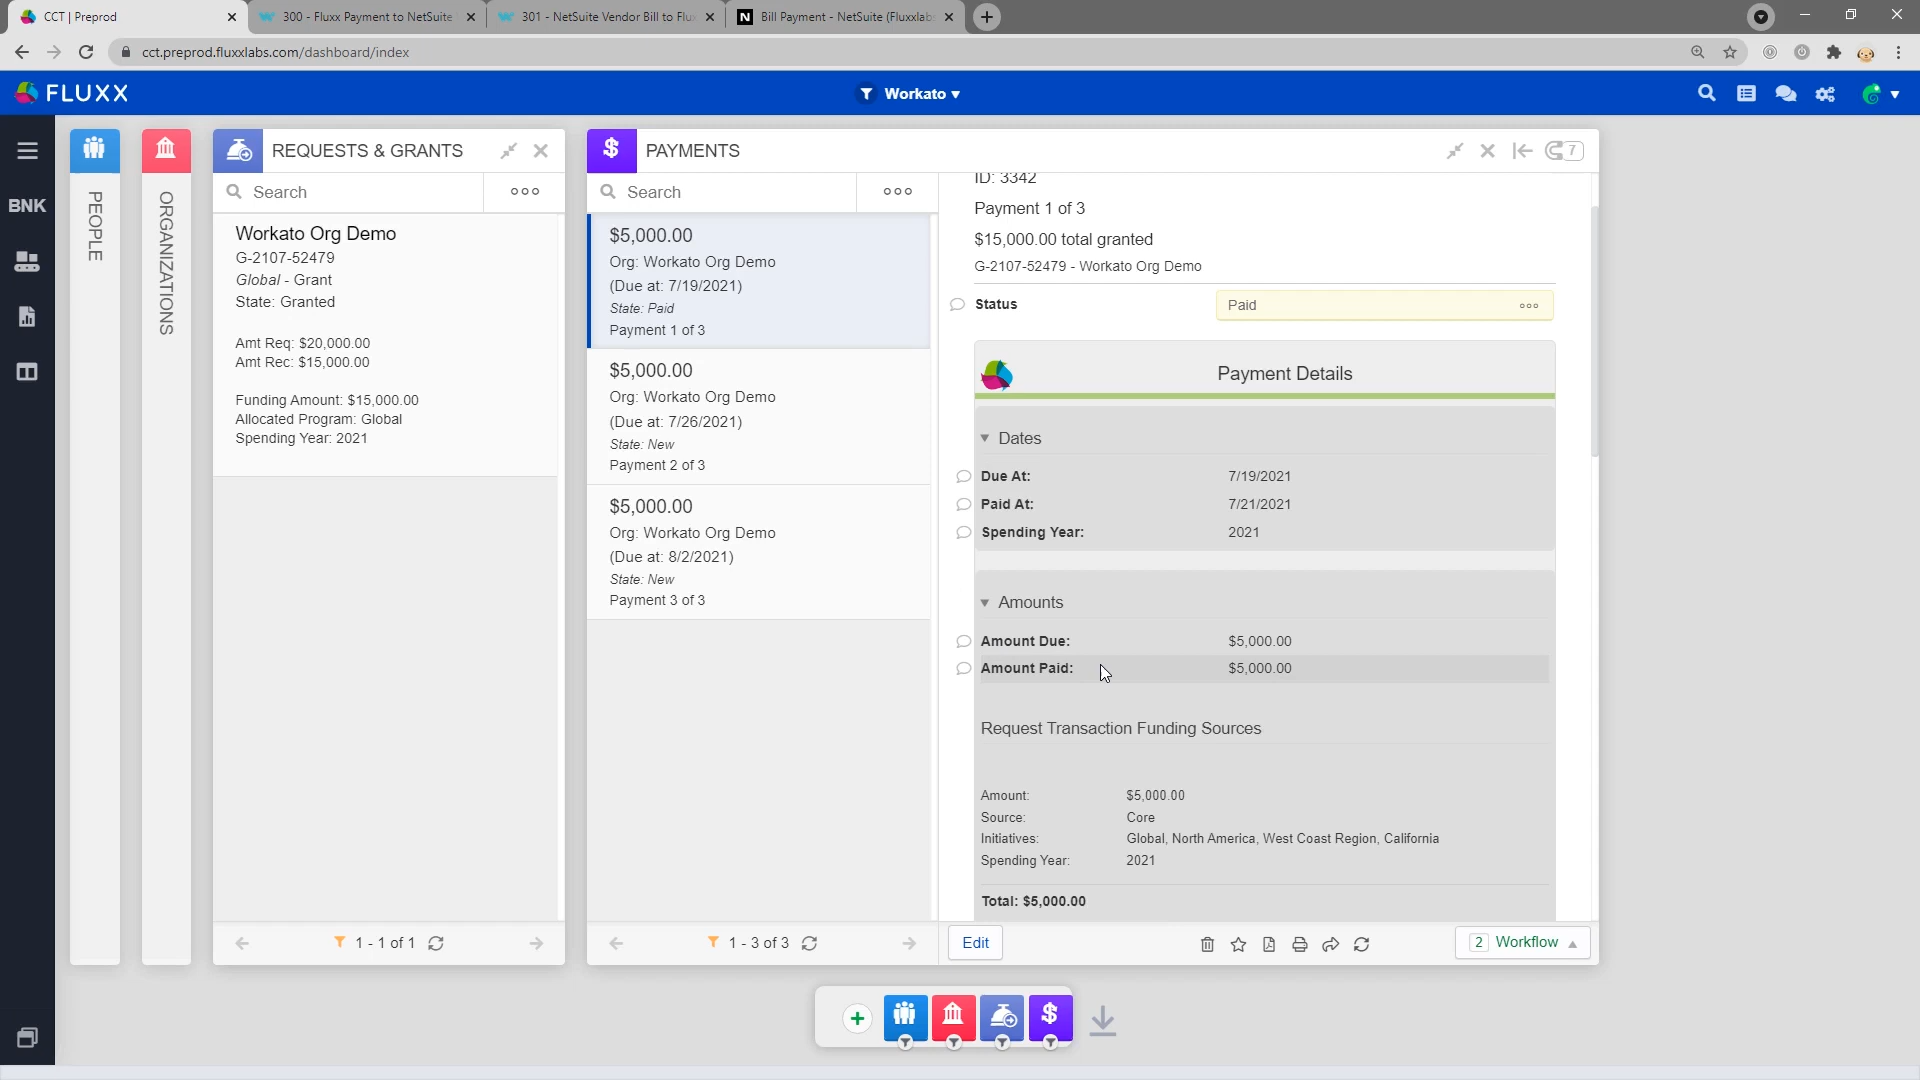 CCT | Preprod
300 - Fluxx Payment to NetSuite
301 - NetSuite Vendor Bill to Flu
Bill Payment - NetSuite (Fluxxlab
cct.preprod.fluxxlabs.com/dashboard/index
FLUXX
Workato
BNK
PEOPLE
ORGANIZATIONS
REQUESTS & GRANTS
Search
Workato Org Demo
G-2107-52479
Global - Grant
State: Granted
Amt Req: $20,000.00
Amt Rec: $15,000.00
Funding Amount: $15,000.00
Allocated Program: Global
Spending Year: 2021
1 - 1 of 1
PAYMENTS
7
Search
$5,000.00
Org: Workato Org Demo
(Due at: 7/19/2021)
State: Paid
Payment 1 of 3
$5,000.00
Org: Workato Org Demo
(Due at: 7/26/2021)
State: New
Payment 2 of 3
$5,000.00
Org: Workato Org Demo
(Due at: 8/2/2021)
State: New
Payment 3 of 3
1 - 3 of 3
ID: 3342
Payment 1 of 3
$15,000.00 total granted
G-2107-52479 - Workato Org Demo
Status Paid
Payment Details
Dates
Due At: 7/19/2021
Paid At: 7/21/2021
Spending Year: 2021
Amounts
Amount Due: $5,000.00
Amount Paid: $5,000.00
Request Transaction Funding Sources
Amount: $5,000.00
Source: Core
Initiatives: Global, North America, West Coast Region, California
Spending Year: 2021
Total: $5,000.00
Edit
2 Workflow